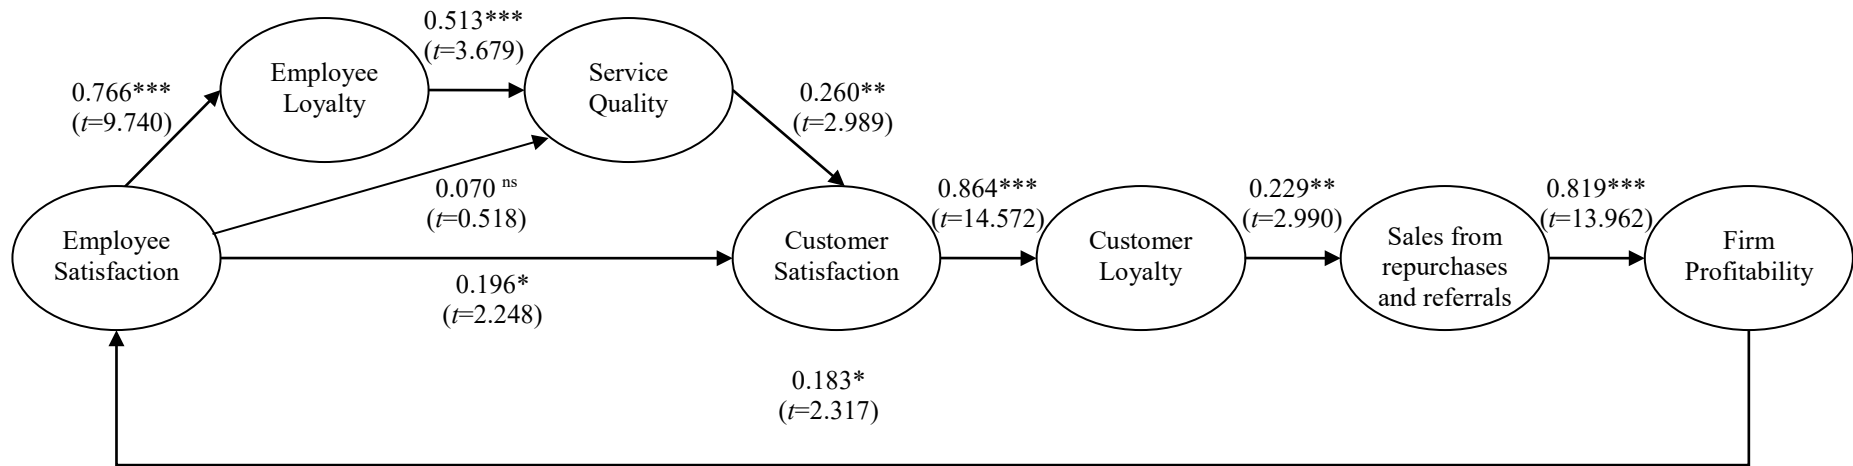 0.513***
(t=3.679)
Employee
Loyalty
Service
Quality
0.766***
(t=9.740)
0.260**
(t=2.989)
0.070 ns
(t=0.518)
0.864***
(t=14.572)
0.229**
(t=2.990)
0.819***
(t=13.962)
Employee
Satisfaction
Customer
Satisfaction
Customer
Loyalty
Sales from
repurchases
and referrals
Firm
Profitability
0.196*
(t=2.248)
0.183*
(t=2.317)